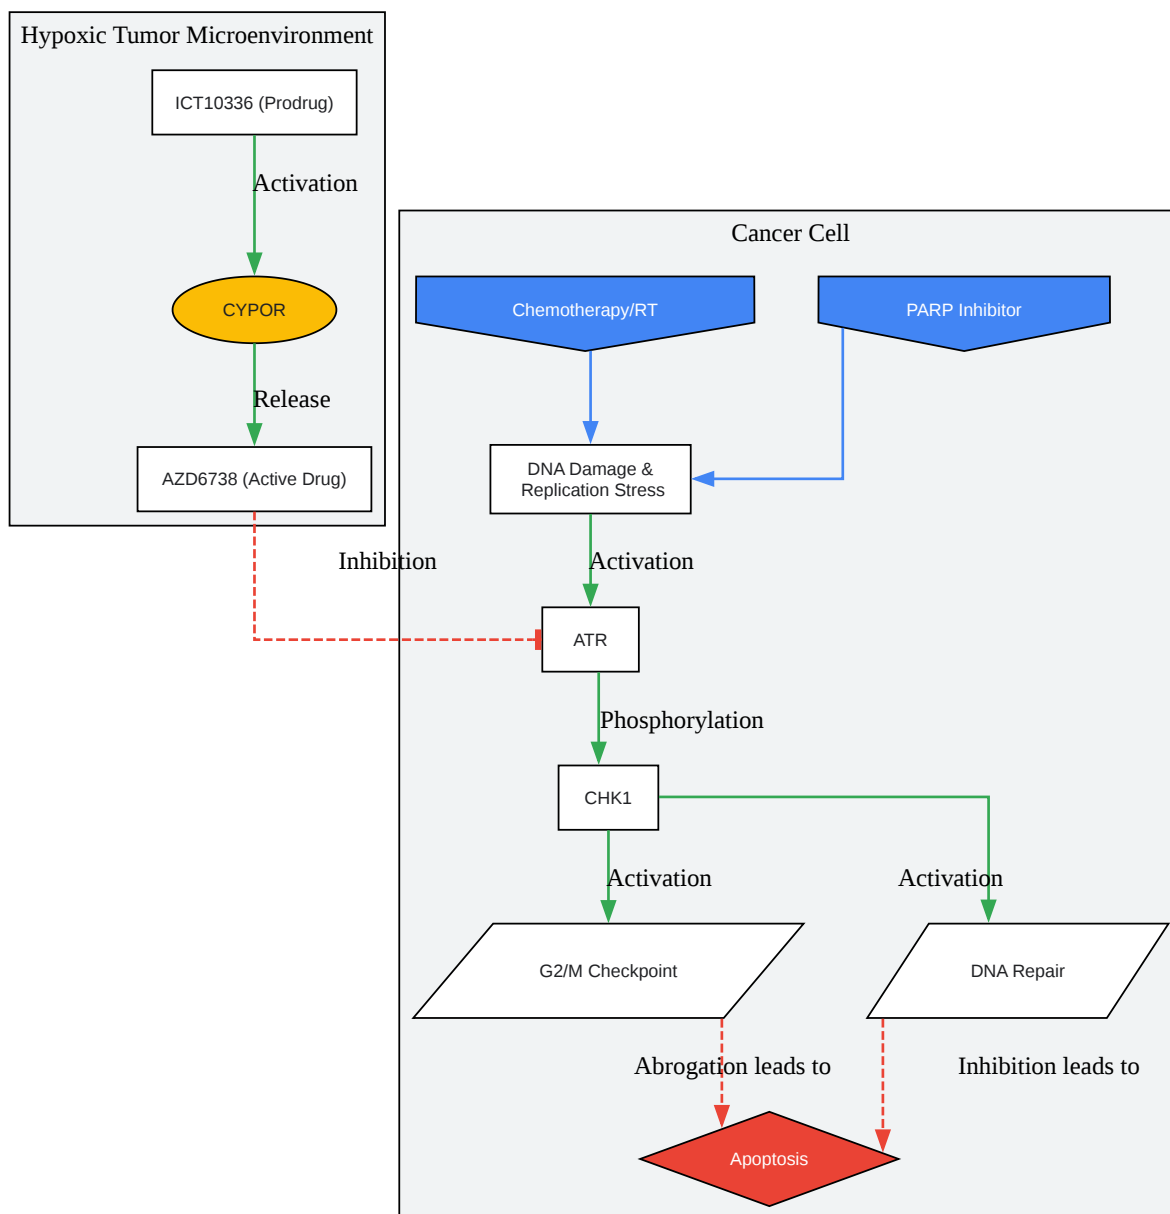 Hypoxic Tumor Microenvironment
ICT10336 (Prodrug)
Activation
CYPOR
Release
AZD6738 (Active Drug)
Inhibition
Cancer Cell
Chemotherapy/RT
PARP Inhibitor
DNA Damage &
Replication Stress
Activation
ATR
Phosphorylation
CHK1
Activation
Activation
G2/M Checkpoint
DNA Repair
Abrogation leads to
Inhibition leads to
Apoptosis